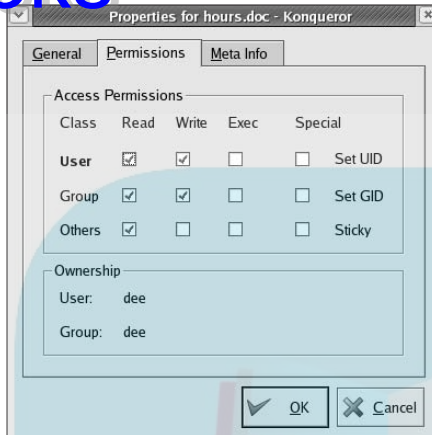 Properties for hours.doc - Konqueror
General Permissions Meta Info
Access Permissions
Class Read Write Exec Special
User Set UID
Group Set GID
Others Sticky
Ownership
User: dee
Group: dee
OK Cancel